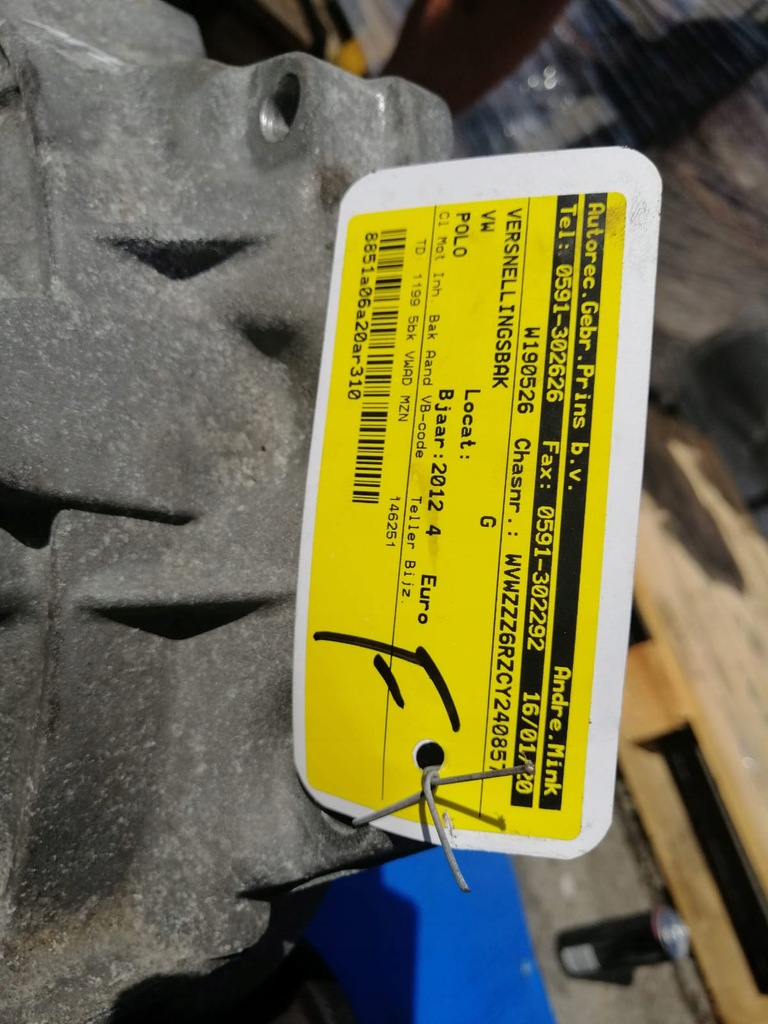 Autorec.Gebr.Prins b.v. Andre.Mink
Tel: 0591-302626 Fax: 0591-302292 16/01/20
W190526 Chasnr.: WVWZZZ6RZCY240857
VERSNELLINGSBAK G
VW Locat.:
POLO Bjaar:2012 4 Euro
Cl Mot Inh Bak Aand VB-code Teller Bijz.
TD 1199 5bk VWAD MZN 146251
8851a06a20ar310
F